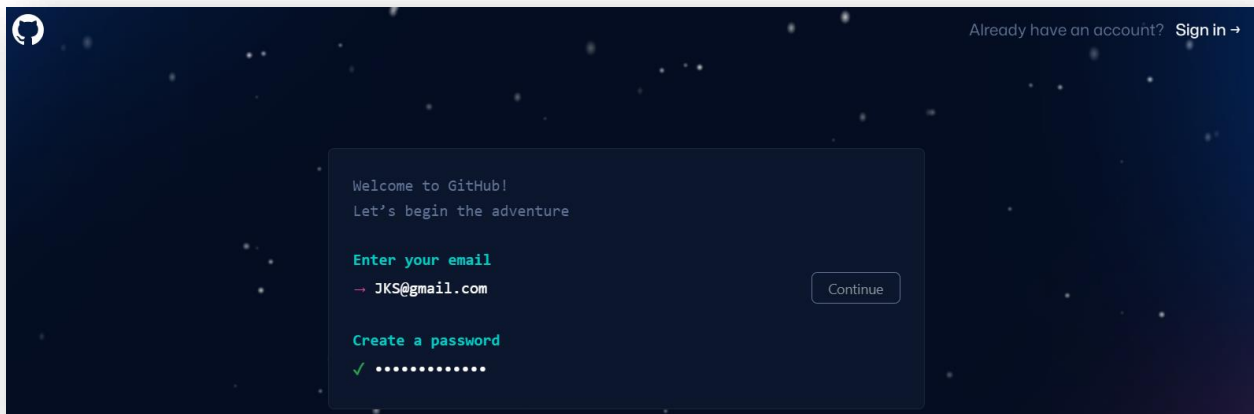 Already have an account? Sign in →
Welcome to GitHub!
Let’s begin the adventure
Enter your email
→ JKS@gmail.com
Continue
Create a password
✓ •••••••••••••